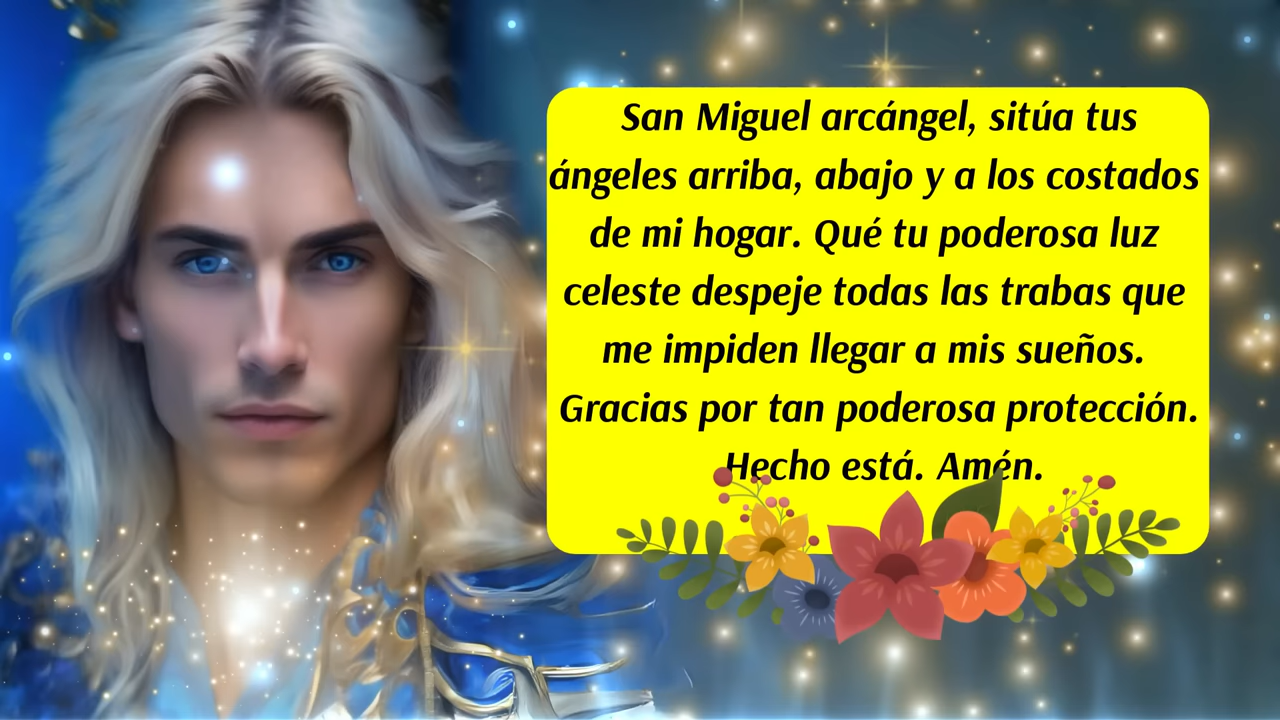 San Miguel arcángel, sitúa tus
ángeles arriba, abajo y a los costados
de mi hogar. Qué tu poderosa luz
celeste despeje todas las trabas que
me impiden llegar a mis sueños.
Gracias por tan poderosa protección.
Hecho está. Amén.